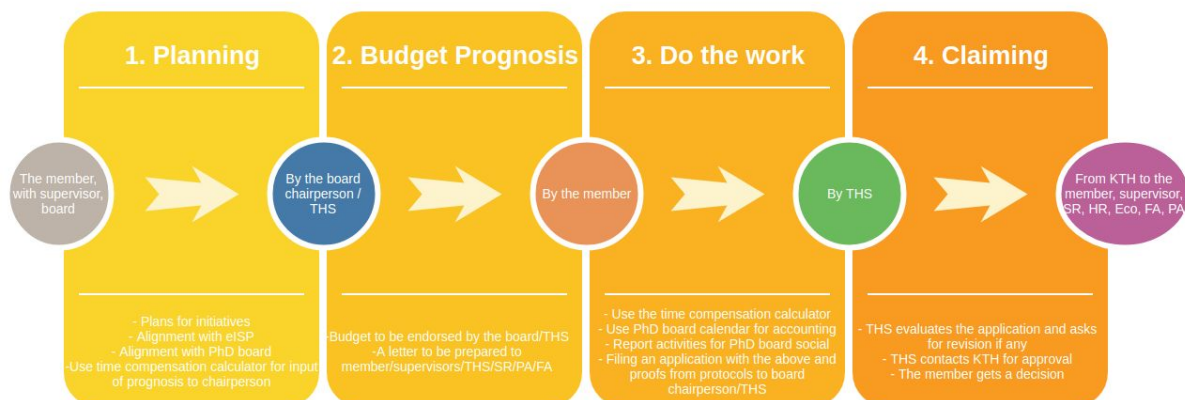 1. Planning
2. Budget Prognosis
3. Do the work
4. Claiming
The member,
with supervisor,
board
By the board
chairperson /
THS
By the member
By THS
From KTH to the
member, supervisor,
SR, HR, Eco, FA, PA
- Plans for initiatives
- Alignment with eISP
- Alignment with PhD board
-Use time compensation calculator for input
of prognosis to chairperson
-Budget to be endorsed by the board/THS
-A letter to be prepared to
member/supervisors/THS/SR/PA/FA
- Use the time compensation calculator
- Use PhD board calendar for accounting
- Report activities for PhD board social
- Filing an application with the above and
proofs from protocols to board
chairperson/THS
- THS evaluates the application and asks
for revision if any
- THS contacts KTH for approval
- The member gets a decision